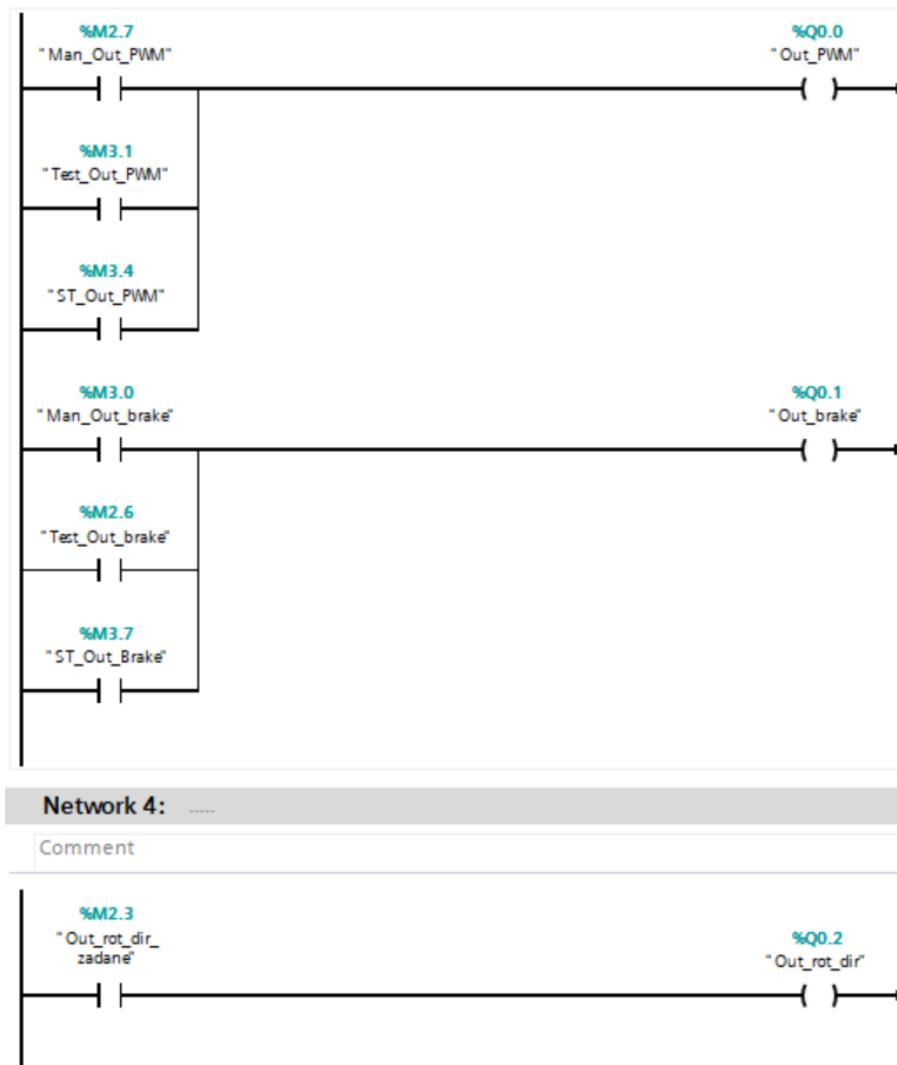 %M2.7
"Man_Out_PWM"
%Q0.0
"Out_PWM"
%M3.1
"Test_Out_PWM"
%M3.4
"ST_Out_PWM"
%M3.0
"Man_Out_brake"
%Q0.1
"Out_brake"
%M2.6
"Test_Out_brake"
%M3.7
"ST_Out_Brake"
Network 4: .....
Comment
%M2.3
"Out_rot_dir_
zadane"
%Q0.2
"Out_rot_dir"